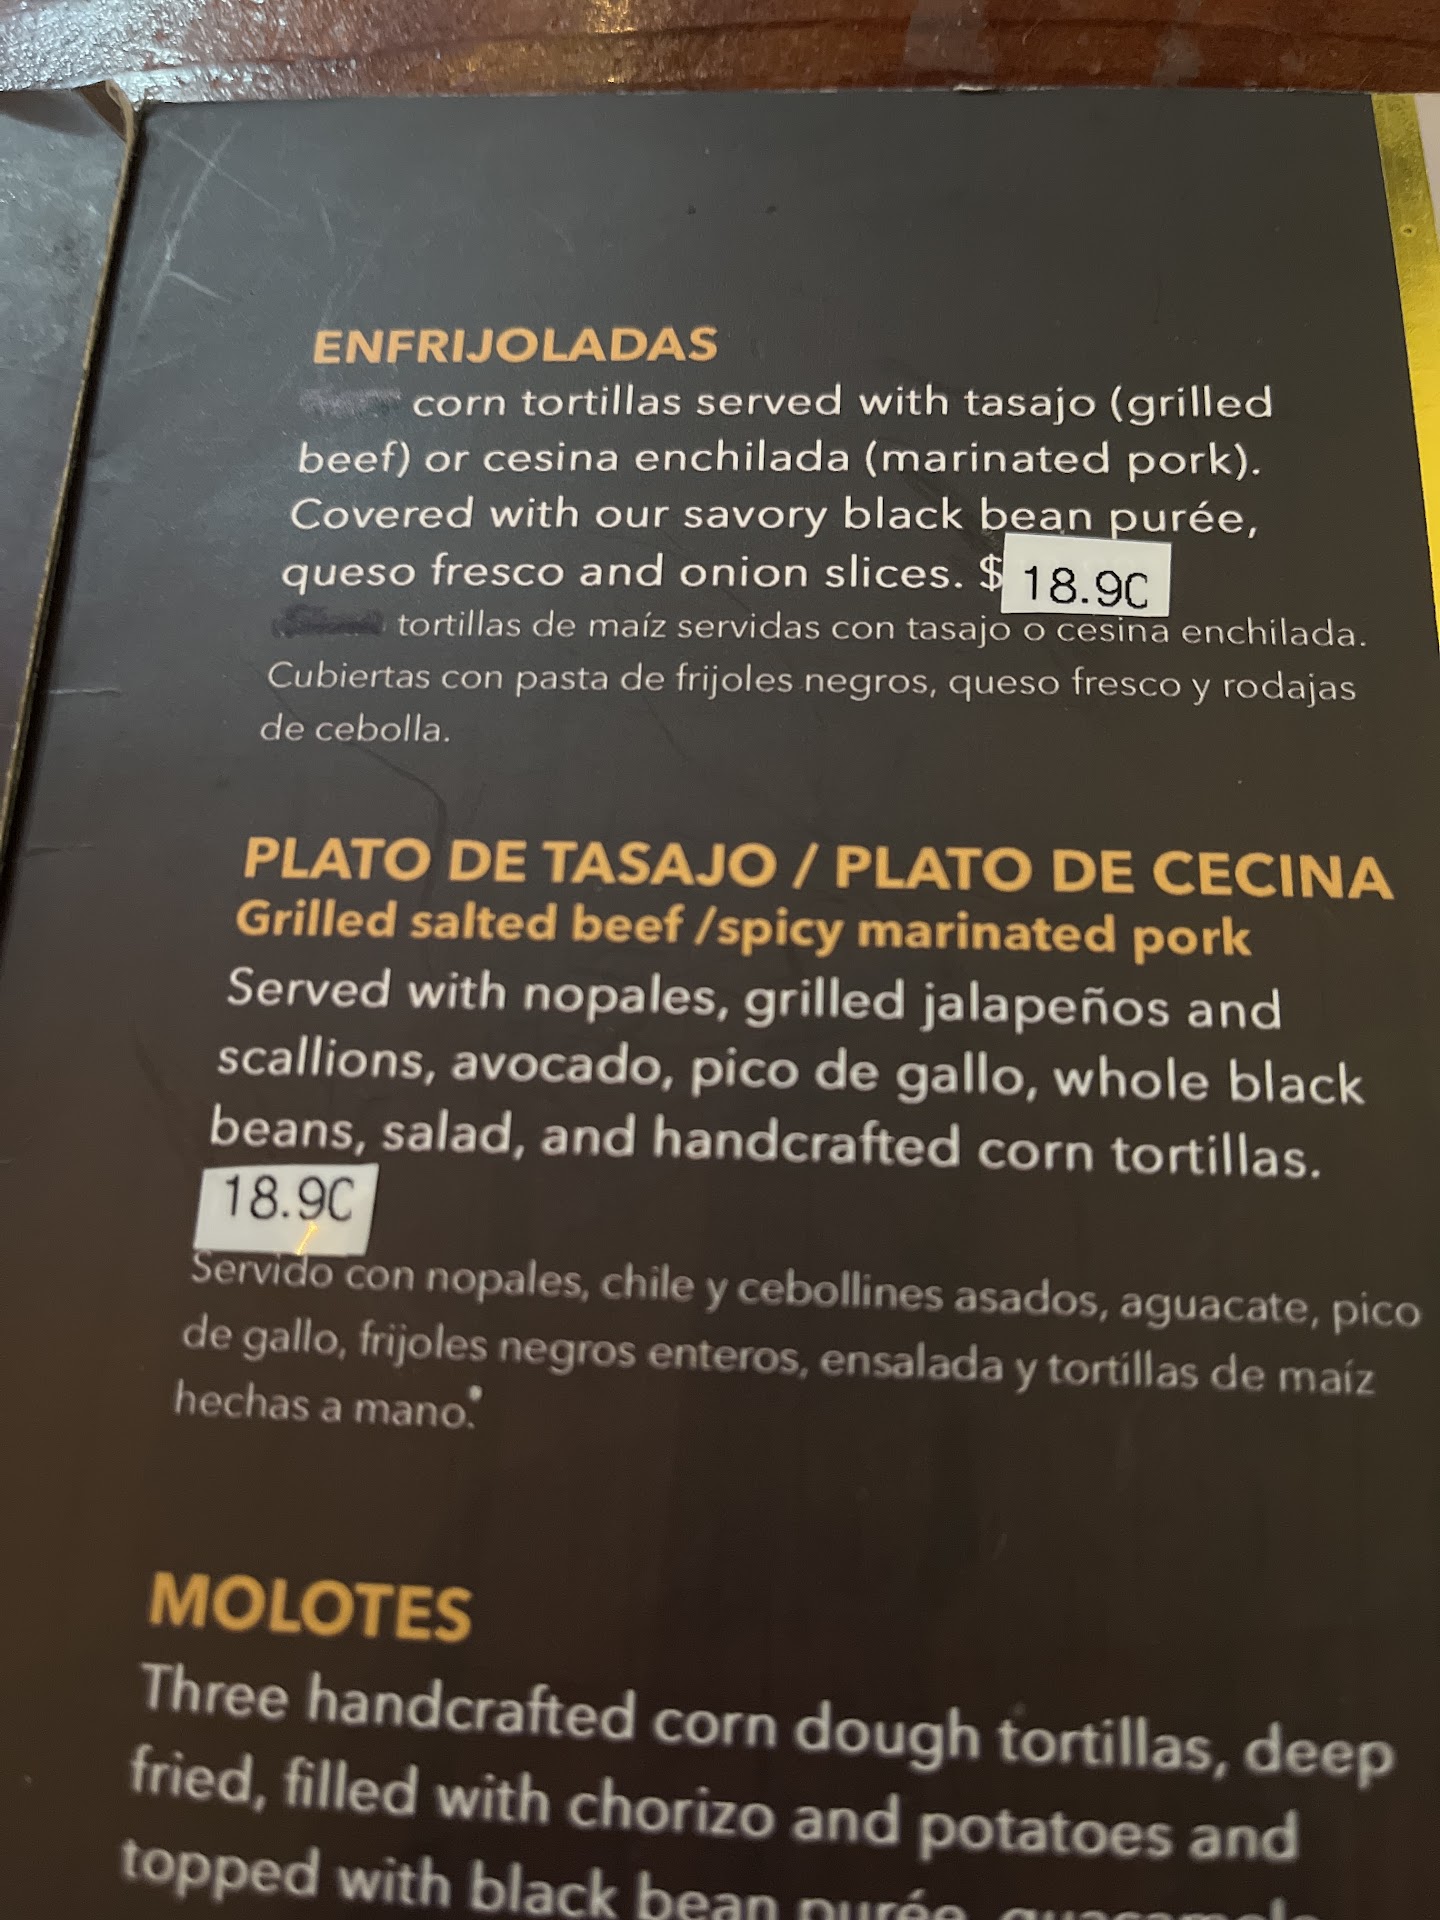 ENFRIJOLADAS
corn tortillas served with tasajo (grilled
beef) or cesina enchilada (marinated pork).
Covered with our savory black bean purée,
queso fresco and onion slices. $ 18.9C
tortillas de maíz servidas con tasajo o cesina enchilada.
Cubiertas con pasta de frijoles negros, queso fresco y rodajas
de cebolla.
PLATO DE TASAJO / PLATO DE CECINA
Grilled salted beef /spicy marinated pork
Served with nopales, grilled jalapeños and
scallions, avocado, pico de gallo, whole black
beans, salad, and handcrafted corn tortillas.
18.9C
Servido con nopales, chile y cebollines asados, aguacate, pico
de gallo, frijoles negros enteros, ensalada y tortillas de maíz
hechas a mano.
MOLOTES
Three handcrafted corn dough tortillas, deep
fried, filled with chorizo and potatoes and
topped with black bean purée,